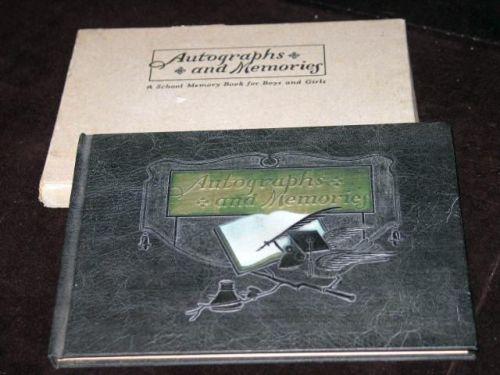 Autographs
and Memories
A School Memory Book for Boys and Girls
Autographs
and Memories